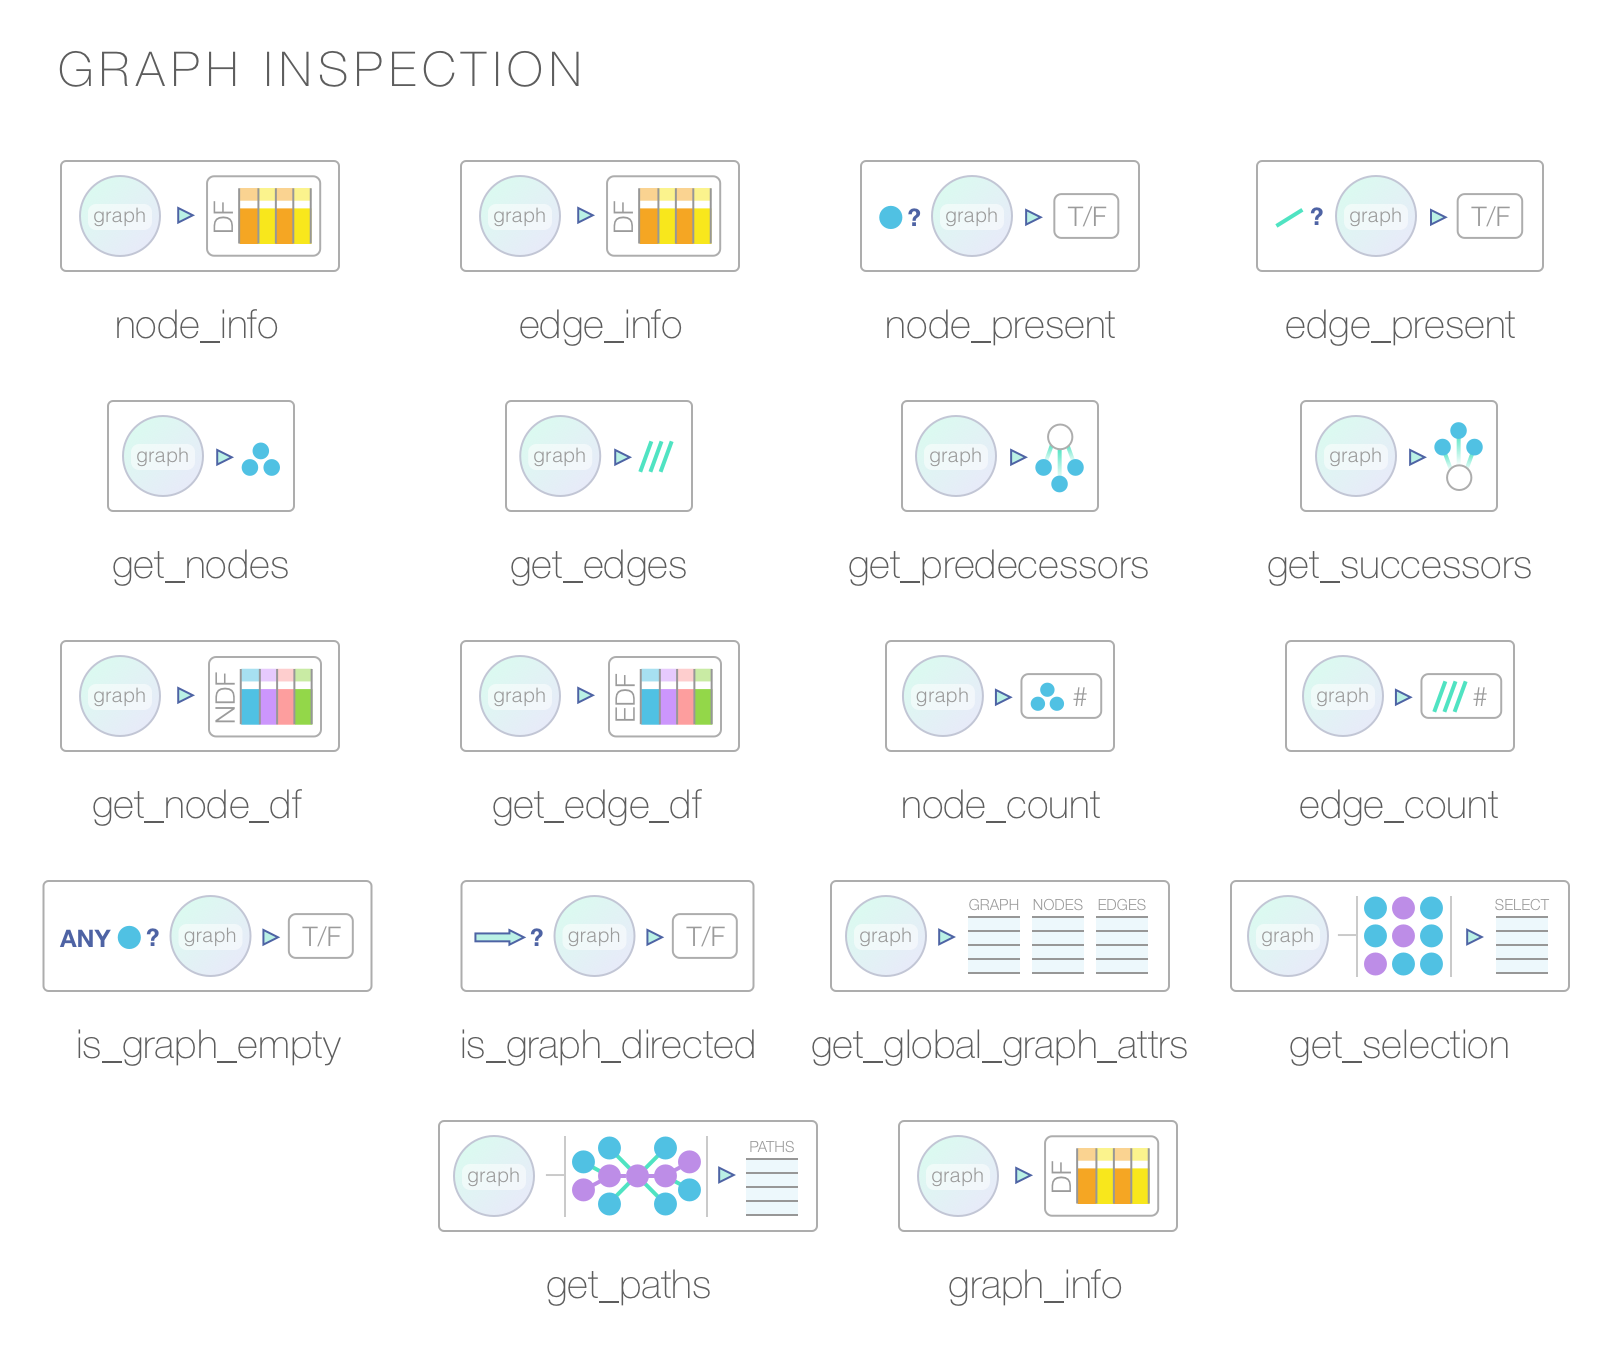 GRAPH INSPECTION
graph DF graph DF ? graph T/F ? graph T/F
node_info edge_info node_present edge_present
graph graph graph graph
get_nodes get_edges get_predecessors get_successors
graph NDF graph EDF graph # graph #
get_node_df get_edge_df node_count edge_count
ANY ? graph T/F ? graph T/F graph GRAPH NODES EDGES graph SELECT
is_graph_empty is_graph_directed get_global_graph_attrs get_selection
graph PATHS graph DF
get_paths graph_info